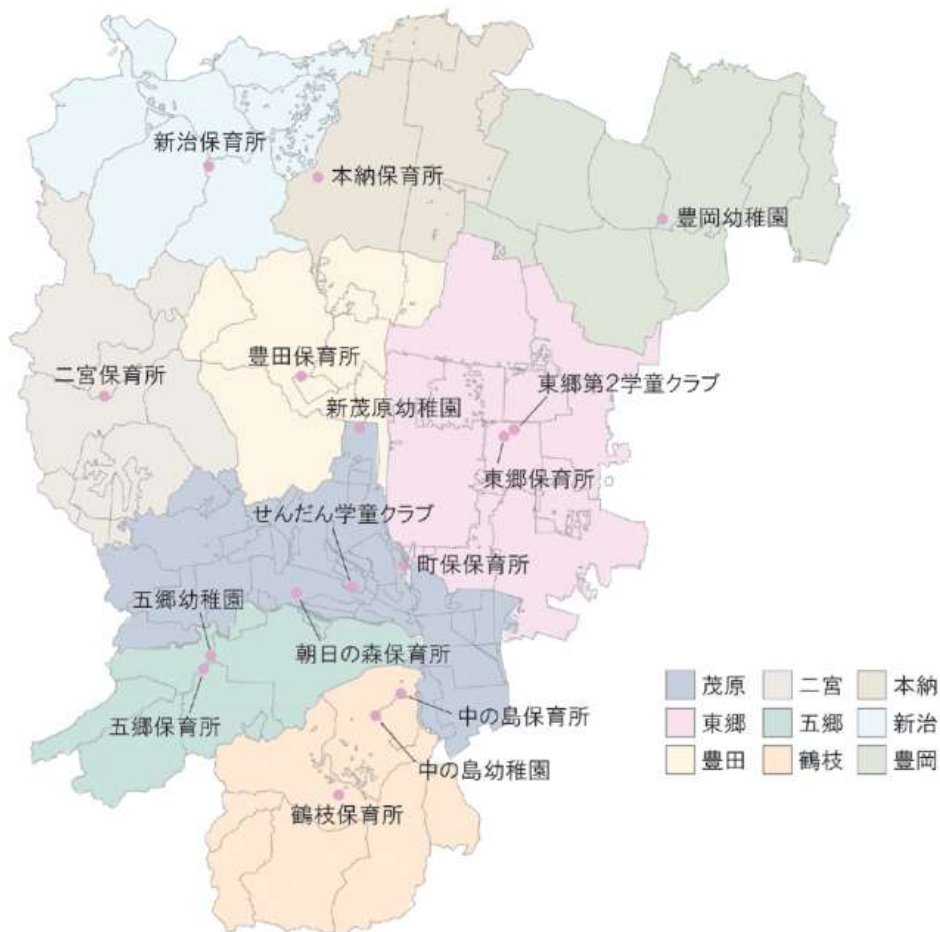 新治保育所
本納保育所
豊岡幼稚園
豊田保育所
二宮保育所
東郷第2学童クラブ
新茂原幼稚園
東郷保育所
せんだん学童クラブ
町保保育所
五郷幼稚園
朝日の森保育所
五郷保育所
中の島保育所
中の島幼稚園
鶴枝保育所
茂原 二宮 本納
東郷 五郷 新治
豊田 鶴枝 豊岡